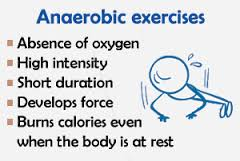 Anaerobic exercises
▪ Absence of oxygen
▪ High intensity
▪ Short duration
▪ Develops force
▪ Burns calories even
when the body is at rest